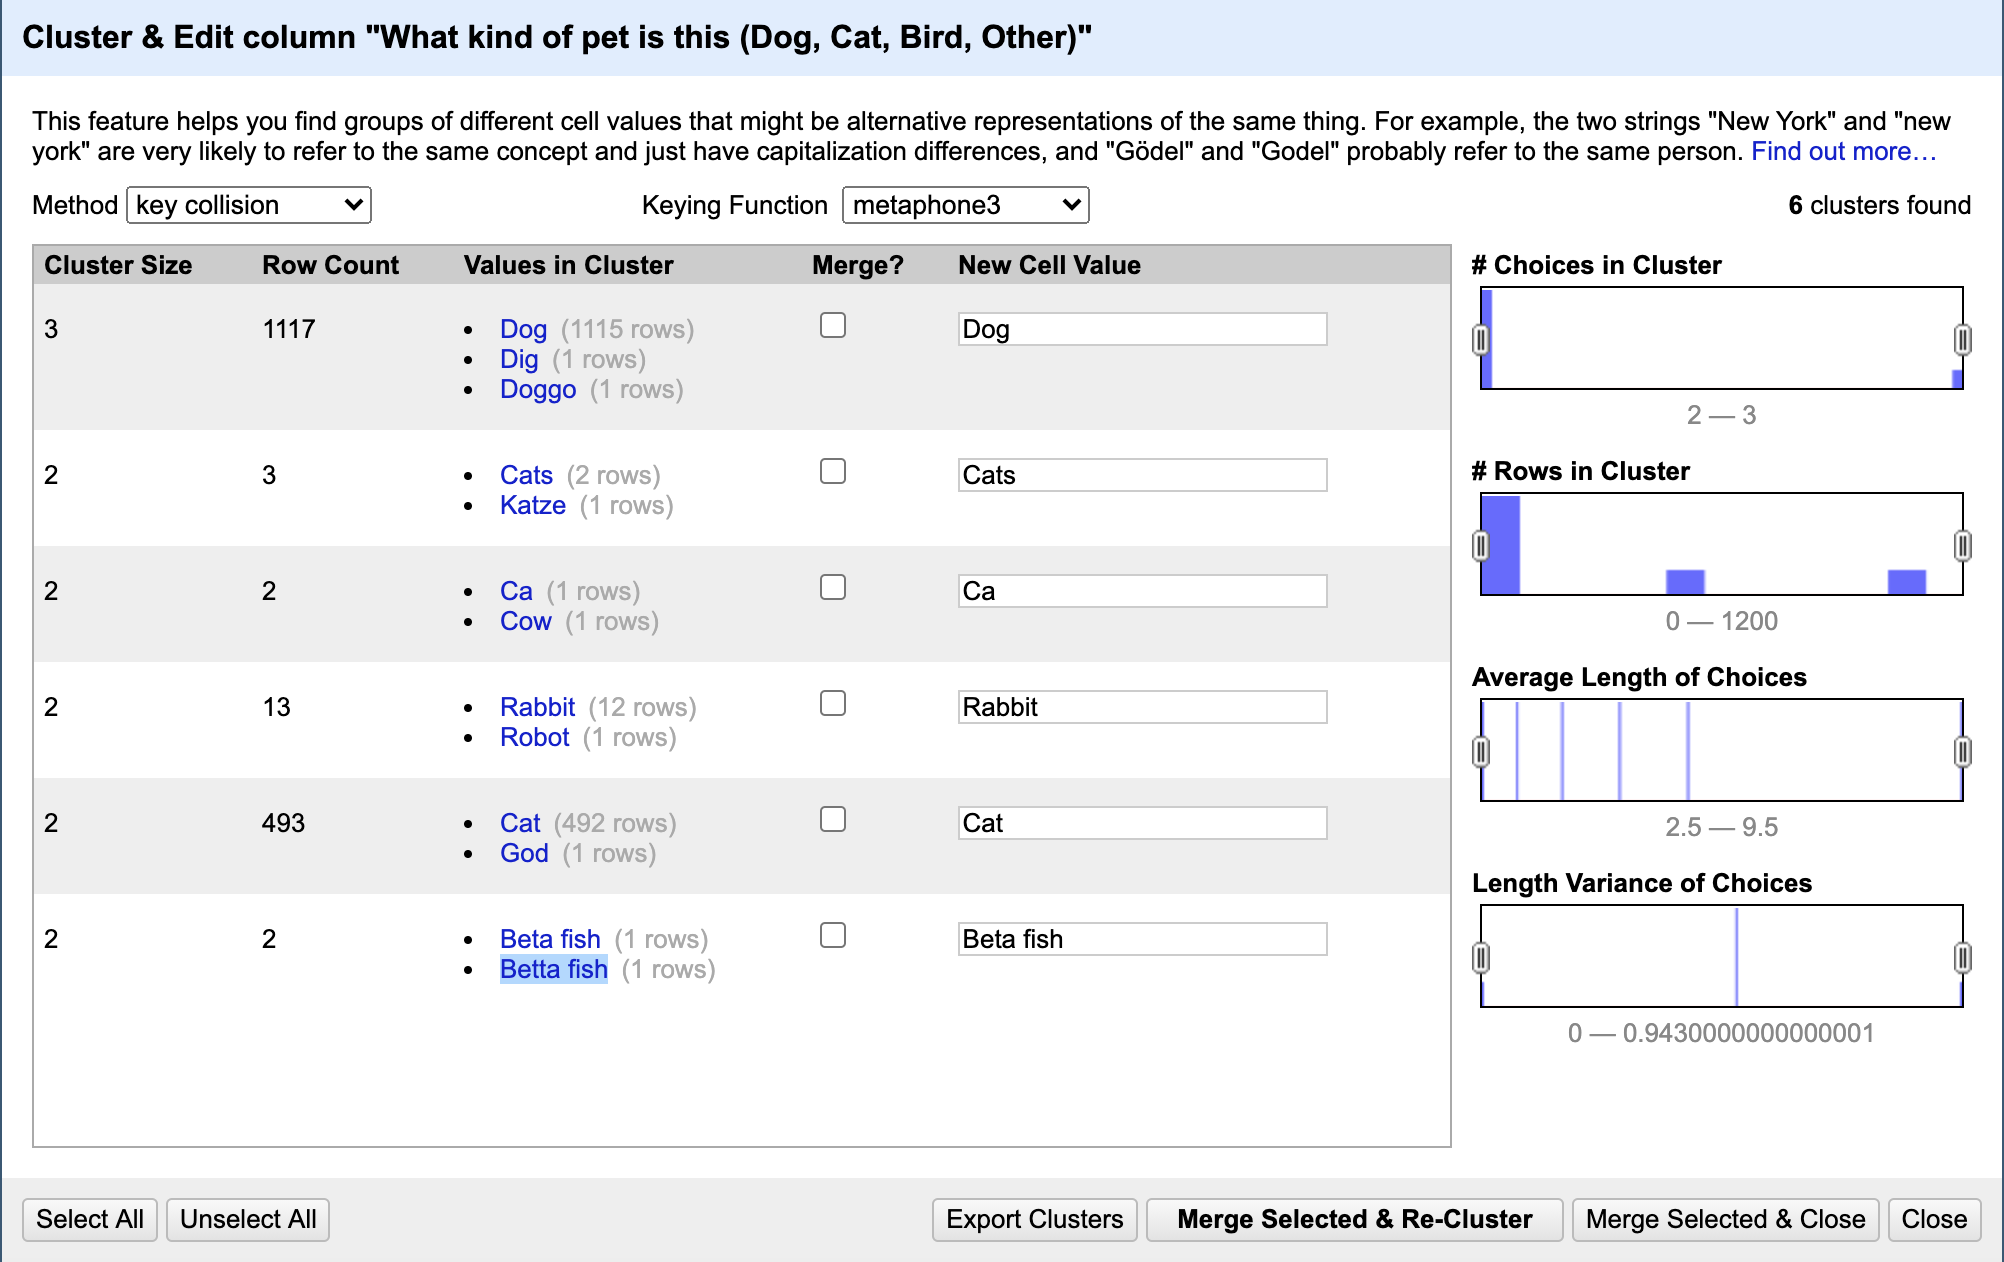 Cluster & Edit column "What kind of pet is this (Dog, Cat, Bird, Other)"
This feature helps you find groups of different cell values that might be alternative representations of the same thing. For example, the two strings "New York" and "new
york" are very likely to refer to the same concept and just have capitalization differences, and "Gödel" and "Godel" probably refer to the same person. Find out more…
Method key collision Keying Function metaphone3 6 clusters found
Cluster Size Row Count Values in Cluster Merge? New Cell Value
3 1117 • Dog (1115 rows) Dog
• Dig (1 rows)
• Doggo (1 rows)
2 3 • Cats (2 rows) Cats
• Katze (1 rows)
2 2 • Ca (1 rows) Ca
• Cow (1 rows)
2 13 • Rabbit (12 rows) Rabbit
• Robot (1 rows)
2 493 • Cat (492 rows) Cat
• God (1 rows)
2 2 • Beta fish (1 rows) Beta fish
• Betta fish (1 rows)
# Choices in Cluster
2 — 3
# Rows in Cluster
0 — 1200
Average Length of Choices
2.5 — 9.5
Length Variance of Choices
0 — 0.9430000000000001
Select All Unselect All Export Clusters Merge Selected & Re-Cluster Merge Selected & Close Close